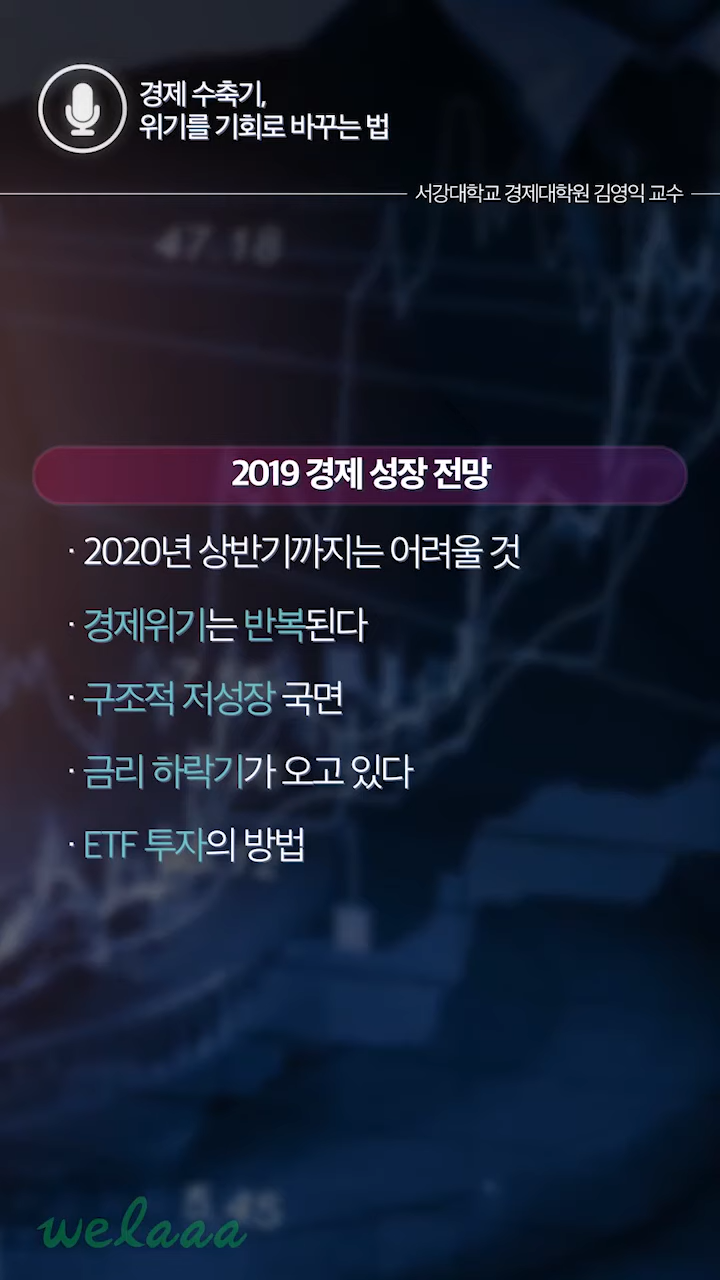 경제 수축기,
위기를 기회로 바꾸는 법
서강대학교 경제대학원 김영익 교수
47.18
2019 경제 성장 전망
· 2020년 상반기까지는 어려울 것
· 경제위기는 반복된다
· 구조적 저성장 국면
· 금리 하락기가 오고 있다
· ETF 투자의 방법
5.45
welaaa